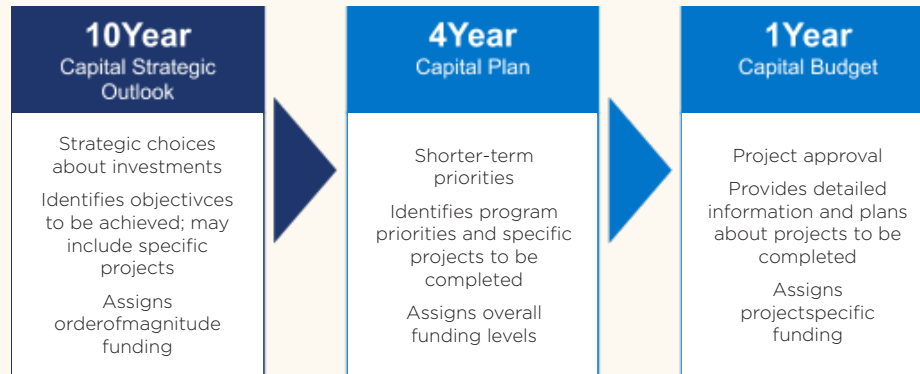 10Year
Capital Strategic
Outlook
Strategic choices
about investments
Identifies objectivces
to be achieved; may
include specific
projects
Assigns
orderofmagnitude
funding
4Year
Capital Plan
Shorter-term
priorities
Identifies program
priorities and specific
projects to be
completed
Assigns overall
funding levels
1Year
Capital Budget
Project approval
Provides detailed
information and plans
about projects to be
completed
Assigns
projectspecific
funding